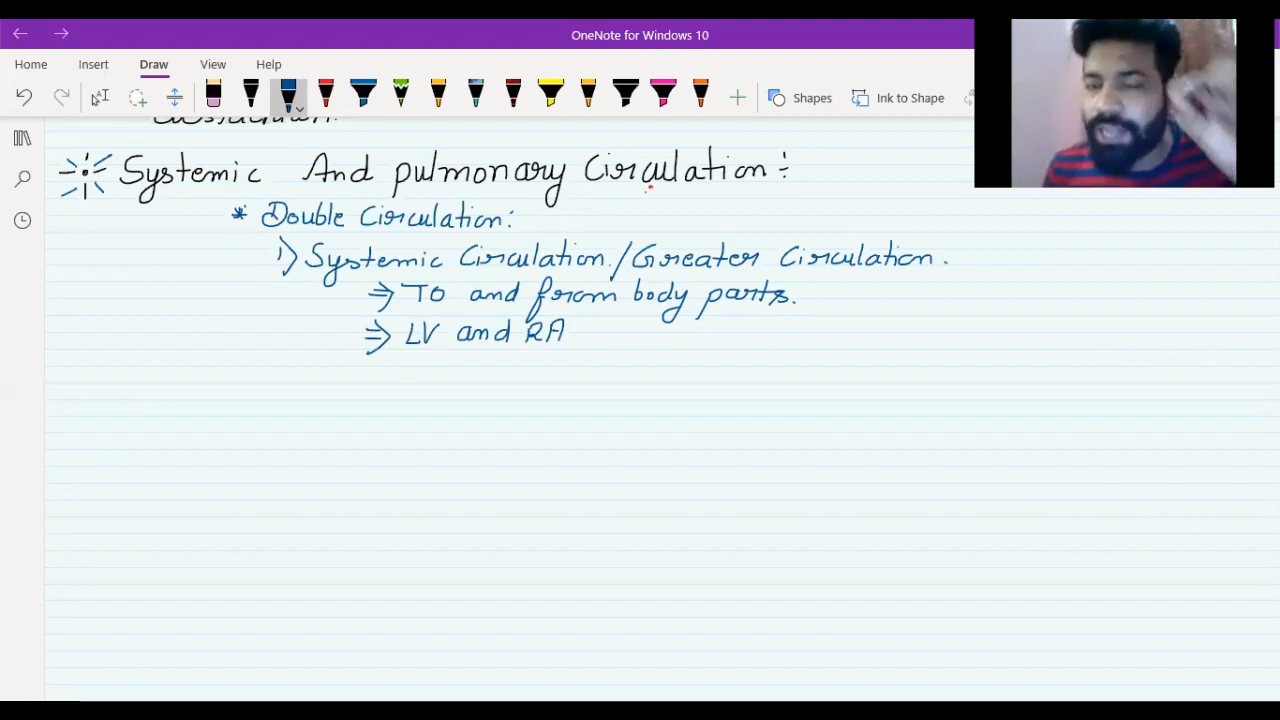 OneNote for Windows 10
Home Insert Draw View Help
Shapes Ink to Shape
Systemic And pulmonary Circulation :
* Double Circulation:
1) Systemic Circulation. / Greater Circulation.
⇒ TO and from body parts.
⇒ LV and RA